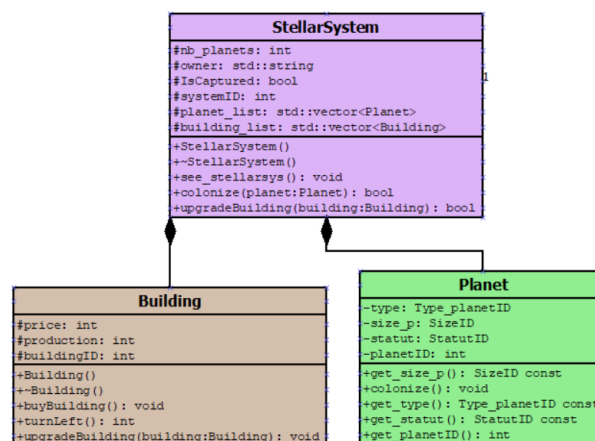 StellarSystem
#nb_planets: int
#owner: std::string
#IsCaptured: bool
#systemID: int
#planet_list: std::vector<Planet>
#building_list: std::vector<Building>
1
+StellarSystem()
+~StellarSystem()
+see_stellarsys(): void
+colonize(planet:Planet): bool
+upgradeBuilding(building:Building): bool
Building
#price: int
#production: int
#buildingID: int
+Building()
+~Building()
+buyBuilding(): void
+turnLeft(): int
+upgradeBuilding(building:Building): void
Planet
-type: Type_planetID
-size_p: SizeID
-statut: StatutID
-planetID: int
+get_size_p(): SizeID const
+colonize(): void
+get_type(): Type_planetID const
+get_statut(): StatutID const
+get_planetID(): int